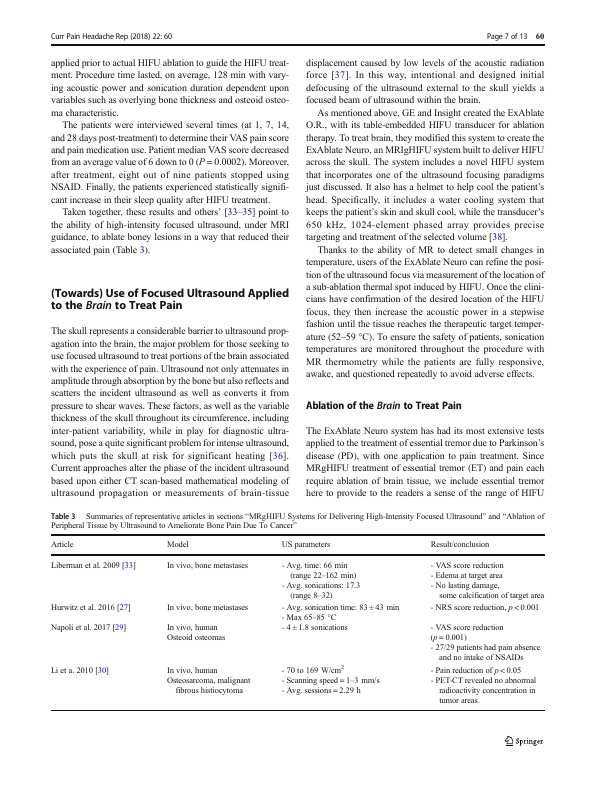 Curr Pain Headache Rep (2018) 22: 60
Page 7 of 13 60
applied prior to actual HIFU ablation to guide the HIFU treat-
ment. Procedure time lasted, on average, 128 min with vary-
ing acoustic power and sonication duration dependent upon
variables such as overlying bone thickness and osteoid osteo-
ma characteristic.
The patients were interviewed several times (at 1, 7, 14,
and 28 days post-treatment) to determine their VAS pain score
and pain medication use. Patient median VAS score decreased
from an average value of 6 down to 0 (P = 0.0002). Moreover,
after treatment, eight out of nine patients stopped using
NSAID. Finally, the patients experienced statistically signifi-
cant increase in their sleep quality after HIFU treatment.
Taken together, these results and others' [33–35] point to
the ability of high-intensity focused ultrasound, under MRI
guidance, to ablate boney lesions in a way that reduced their
associated pain (Table 3).
(Towards) Use of Focused Ultrasound Applied
to the Brain to Treat Pain
The skull represents a considerable barrier to ultrasound prop-
agation into the brain, the major problem for those seeking to
use focused ultrasound to treat portions of the brain associated
with the experience of pain. Ultrasound not only attenuates in
amplitude through absorption by the bone but also reflects and
scatters the incident ultrasound as well as converts it from
pressure to shear waves. These factors, as well as the variable
thickness of the skull throughout its circumference, including
inter-patient variability, while in play for diagnostic ultra-
sound, pose a quite significant problem for intense ultrasound,
which puts the skull at risk for significant heating [36].
Current approaches alter the phase of the incident ultrasound
based upon either CT scan-based mathematical modeling of
ultrasound propagation or measurements of brain-tissue
displacement caused by low levels of the acoustic radiation
force [37]. In this way, intentional and designed initial
defocusing of the ultrasound external to the skull yields a
focused beam of ultrasound within the brain.
As mentioned above, GE and Insight created the ExAblate
O.R., with its table-embedded HIFU transducer for ablation
therapy. To treat brain, they modified this system to create the
ExAblate Neuro, an MRIgHIFU system built to deliver HIFU
across the skull. The system includes a novel HIFU system
that incorporates one of the ultrasound focusing paradigms
just discussed. It also has a helmet to help cool the patient's
head. Specifically, it includes a water cooling system that
keeps the patient's skin and skull cool, while the transducer's
650 kHz, 1024-element phased array provides precise
targeting and treatment of the selected volume [38].
Thanks to the ability of MR to detect small changes in
temperature, users of the ExAblate Neuro can refine the posi-
tion of the ultrasound focus via measurement of the location of
a sub-ablation thermal spot induced by HIFU. Once the clini-
cians have confirmation of the desired location of the HIFU
focus, they then increase the acoustic power in a stepwise
fashion until the tissue reaches the therapeutic target temper-
ature (52–59 °C). To ensure the safety of patients, sonication
temperatures are monitored throughout the procedure with
MR thermometry while the patients are fully responsive,
awake, and questioned repeatedly to avoid adverse effects.
Ablation of the Brain to Treat Pain
The ExAblate Neuro system has had its most extensive tests
applied to the treatment of essential tremor due to Parkinson's
disease (PD), with one application to pain treatment. Since
MRgHIFU treatment of essential tremor (ET) and pain each
require ablation of brain tissue, we include essential tremor
here to provide to the readers a sense of the range of HIFU
Table 3 Summaries of representative articles in sections “MRgHIFU Systems for Delivering High-Intensity Focused Ultrasound” and “Ablation of
Peripheral Tissue by Ultrasound to Ameliorate Bone Pain Due To Cancer”
Article Model US parameters Result/conclusion
Liberman et al. 2009 [33] In vivo, bone metastases - Avg. time: 66 min - VAS score reduction
(range 22–162 min) - Edema at target area
- Avg. sonications: 17.3 - No lasting damage,
(range 8–32) some calcification of target area
Hurwitz et al. 2016 [27] In vivo, bone metastases - Avg. sonication time: 83 ± 43 min - NRS score reduction, p < 0.001
- Max 65–85 °C
Napoli et al. 2017 [29] In vivo, human - 4 ± 1.8 sonications - VAS score reduction
Osteoid osteomas (p = 0.001)
- 27/29 patients had pain absence
and no intake of NSAIDs
Li et a. 2010 [30] In vivo, human - 70 to 169 W/cm2 - Pain reduction of p < 0.05
Osteosarcoma, malignant - Scanning speed = 1–3 mm/s - PET-CT revealed no abnormal
fibrous histiocytoma - Avg. sessions = 2.29 h radioactivity concentration in
tumor areas.
Springer